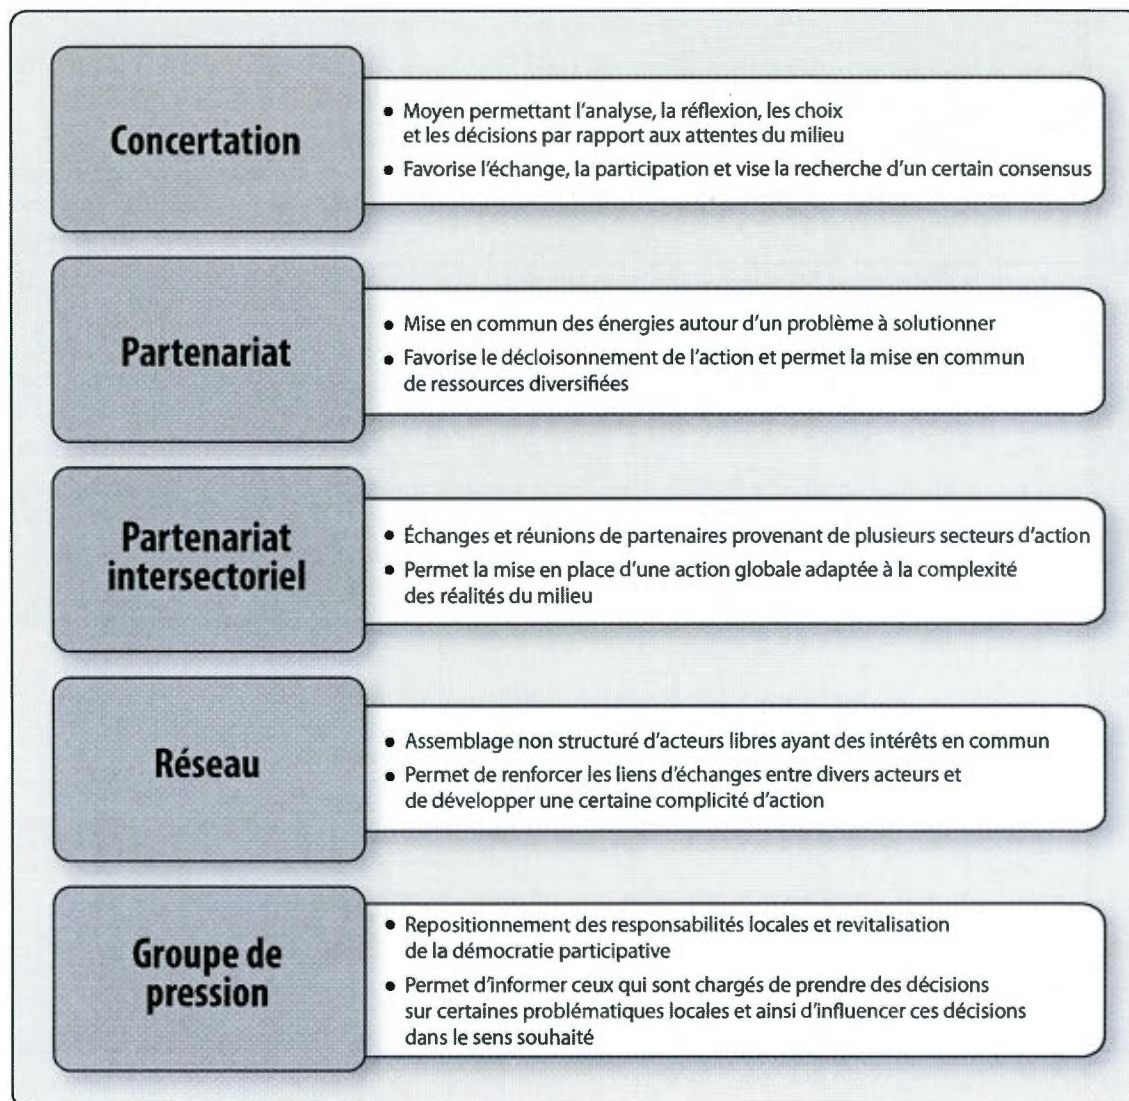 Concertation
• Moyen permettant l'analyse, la réflexion, les choix
et les décisions par rapport aux attentes du milieu
• Favorise l'échange, la participation et vise la recherche d'un certain consensus
Partenariat
• Mise en commun des énergies autour d'un problème à solutionner
• Favorise le décloisonnement de l'action et permet la mise en commun
de ressources diversifiées
Partenariat
intersectoriel
• Échanges et réunions de partenaires provenant de plusieurs secteurs d'action
• Permet la mise en place d'une action globale adaptée à la complexité
des réalités du milieu
Réseau
• Assemblage non structuré d'acteurs libres ayant des intérêts en commun
• Permet de renforcer les liens d'échanges entre divers acteurs et
de développer une certaine complicité d'action
Groupe de
pression
• Repositionnement des responsabilités locales et revitalisation
de la démocratie participative
• Permet d'informer ceux qui sont chargés de prendre des décisions
sur certaines problématiques locales et ainsi d'influencer ces décisions
dans le sens souhaité